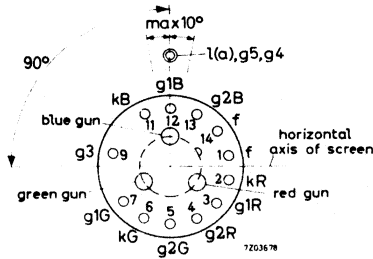 max 10°
90°
l(a),g5,g4
g1B
kB
g2B
blue gun
11
12
13
14
f
horizontal
axis of screen
g3
9
1
f
2
kR
green gun
red gun
g1G
7
6
5
4
3
g1R
kG
g2G
g2R
7Z03678